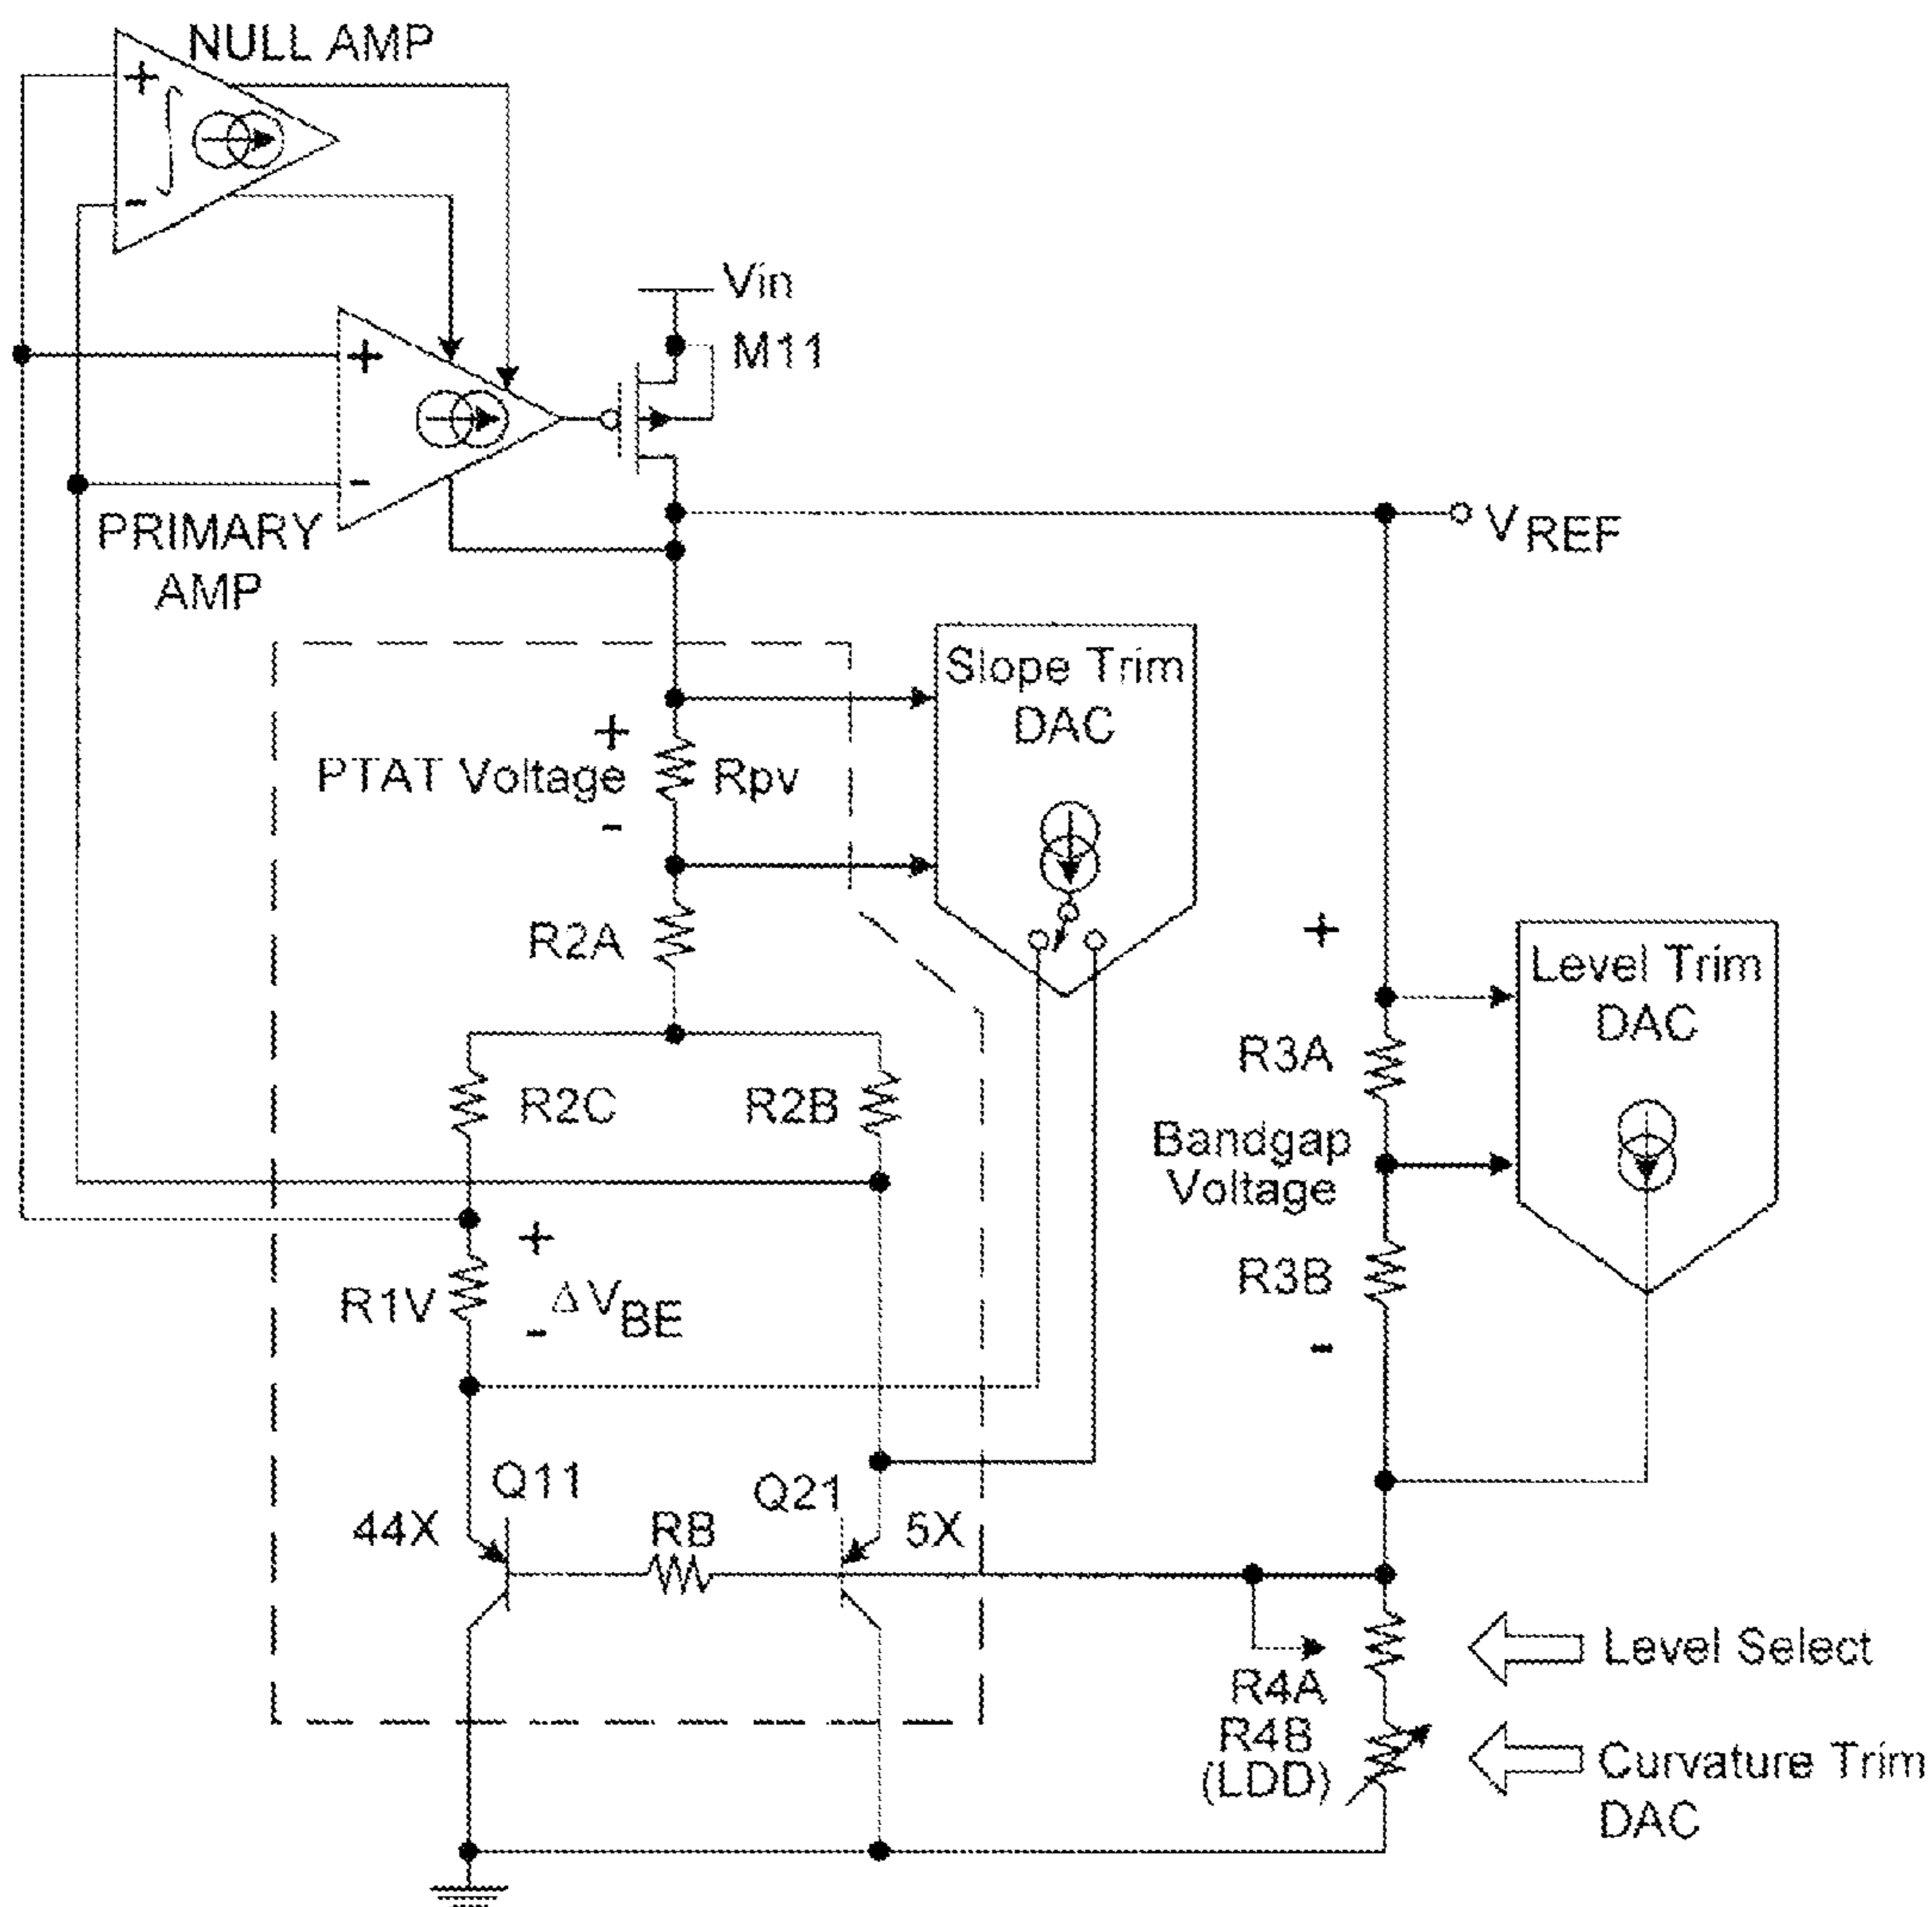 NULL AMP
+
-
Vin
M11
+
-
PRIMARY
AMP
VREF
Slope Trim
DAC
+
PTAT Voltage
-
Rpv
R2A
+
Level Trim
DAC
R3A
R2C
R2B
Bandgap
Voltage
+
R1V
ΔVBE
-
R3B
-
Q11
Q21
44X
RB
5X
R4A
Level Select
R4B
(LDD)
Curvature Trim
DAC